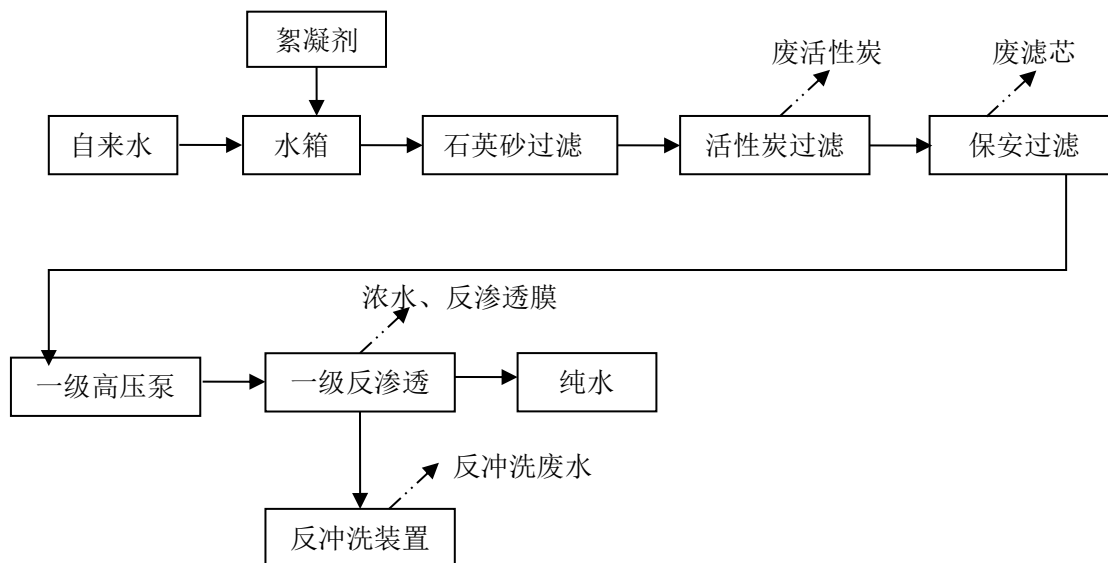 絮凝剂
废活性炭
废滤芯
自来水
水箱
石英砂过滤
活性炭过滤
保安过滤
浓水、反渗透膜
一级高压泵
一级反渗透
纯水
反冲洗废水
反冲洗装置